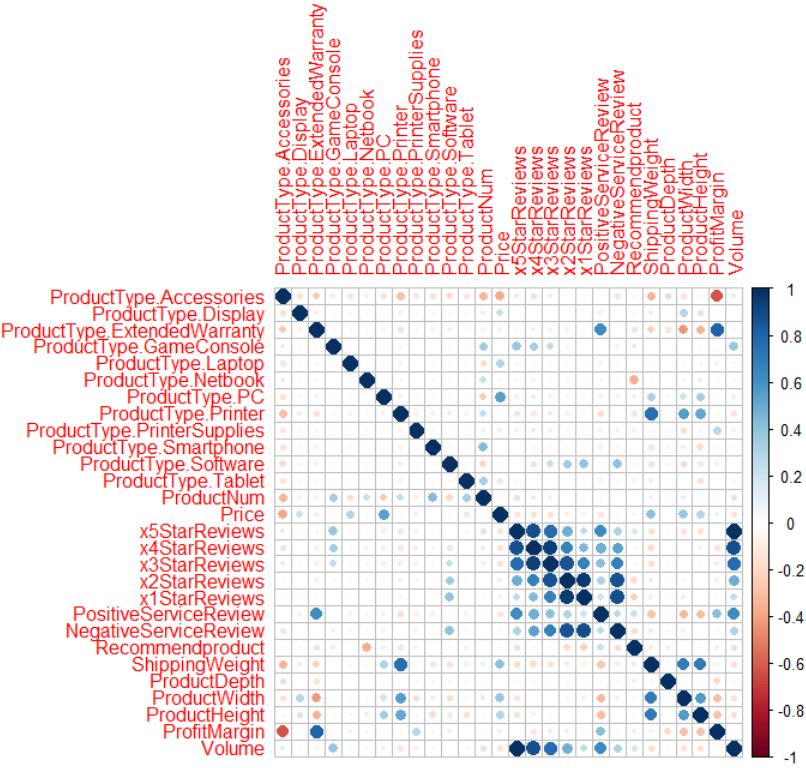 ProductType.Accessories
ProductType.Display
ProductType.ExtendedWarranty
ProductType.GameConsole
ProductType.Laptop
ProductType.Netbook
ProductType.PC
ProductType.Printer
ProductType.PrinterSupplies
ProductType.Smartphone
ProductType.Software
ProductType.Tablet
ProductNum
Price
x5StarReviews
x4StarReviews
x3StarReviews
x2StarReviews
x1StarReviews
PositiveServiceReview
NegativeServiceReview
Recommendproduct
ShippingWeight
ProductDepth
ProductWidth
ProductHeight
ProfitMargin
Volume
ProductType.Accessories
ProductType.Display
ProductType.ExtendedWarranty
ProductType.GameConsole
ProductType.Laptop
ProductType.Netbook
ProductType.PC
ProductType.Printer
ProductType.PrinterSupplies
ProductType.Smartphone
ProductType.Software
ProductType.Tablet
ProductNum
Price
x5StarReviews
x4StarReviews
x3StarReviews
x2StarReviews
x1StarReviews
PositiveServiceReview
NegativeServiceReview
Recommendproduct
ShippingWeight
ProductDepth
ProductWidth
ProductHeight
ProfitMargin
Volume
1
0.8
0.6
0.4
0.2
0
-0.2
-0.4
-0.6
-0.8
-1